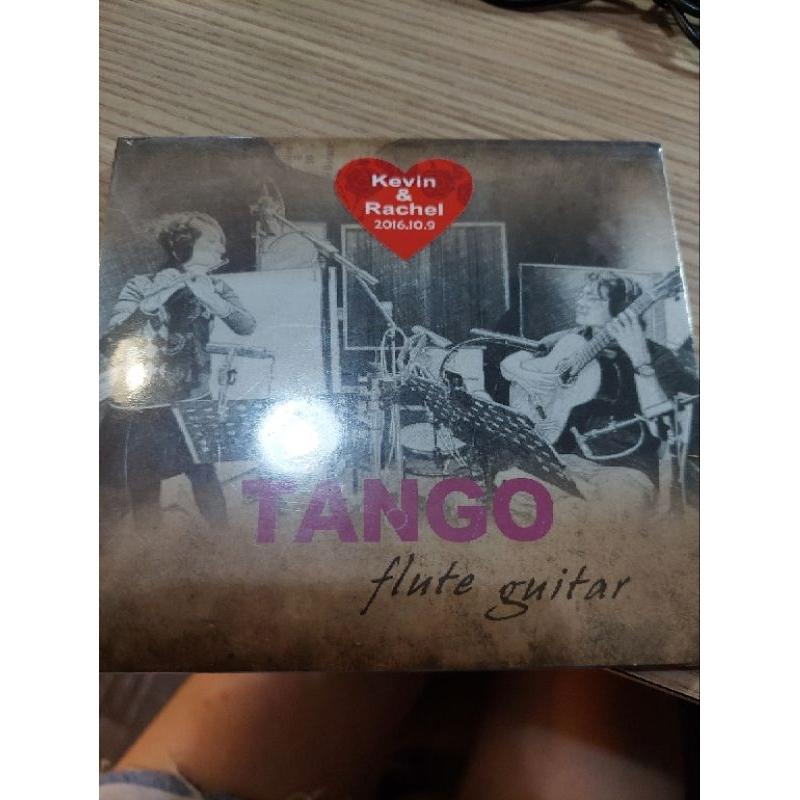 Kevin
&
Rachel
2016.10.9
TANGO
flute guitar